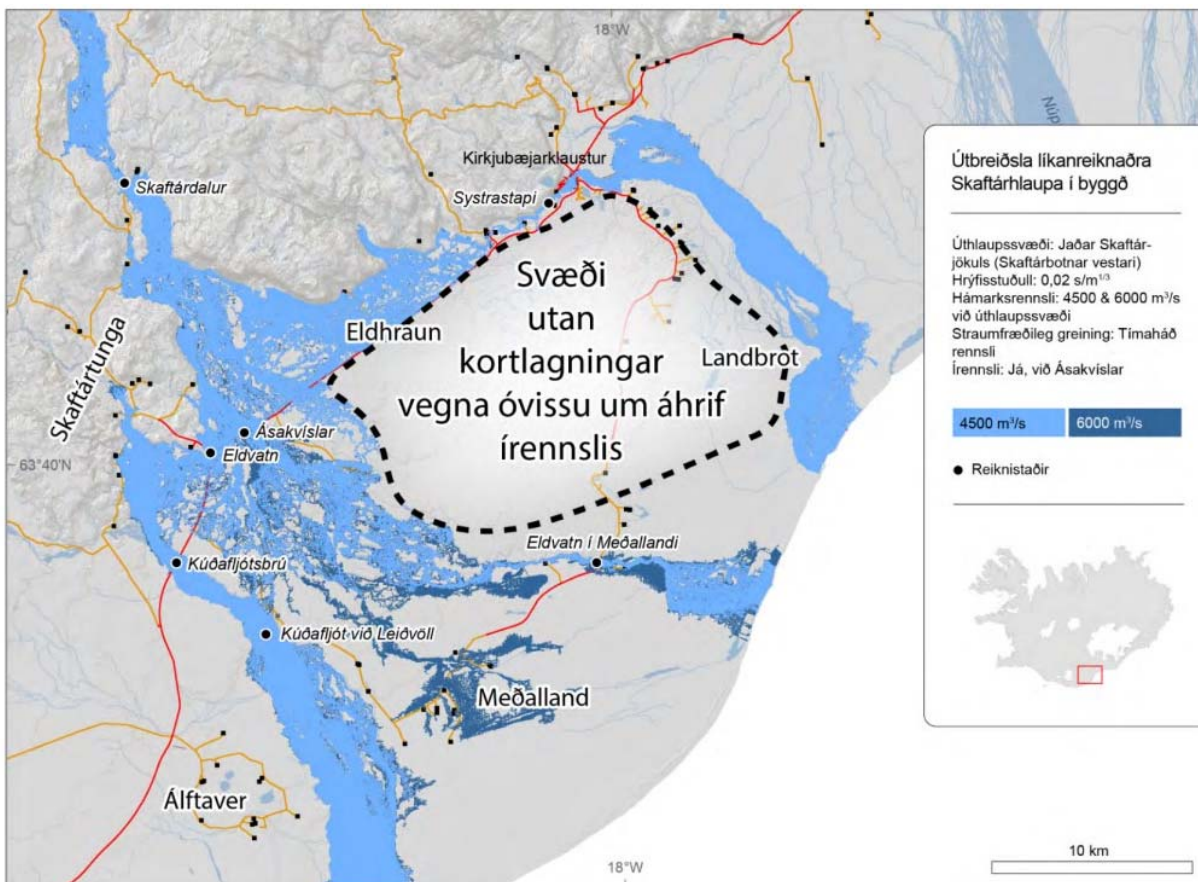 18°W
Núp
Kirkjubæjarklaustur
Skaftárdalur
Systrastapi
Svæði
utan
kortlagningar
vegna óvissu um áhrif
írennslis
Eldhraun
Landbrot
Skaftártunga
Ásakvíslar
Eldvatn
63°40'N
Eldvatn í Meðallandi
Kúðafljótsbrú
Kúðafljót við Leiðvöll
Meðalland
Álftaver
18°W
Útbreiðsla líkanreiknaðra
Skaftárhlaupa í byggð
Úthlaupssvæði: Jaðar Skaftár-
jökuls (Skaftárbotnar vestari)
Hrýfisstuðull: 0,02 s/m^1/3
Hámarksrennsli: 4500 & 6000 m³/s
við úthlaupssvæði
Straumfræðileg greining: Tímaháð
rennsli
Írennsli: Já, við Ásakvíslar
4500 m³/s
6000 m³/s
Reiknistaðir
10 km